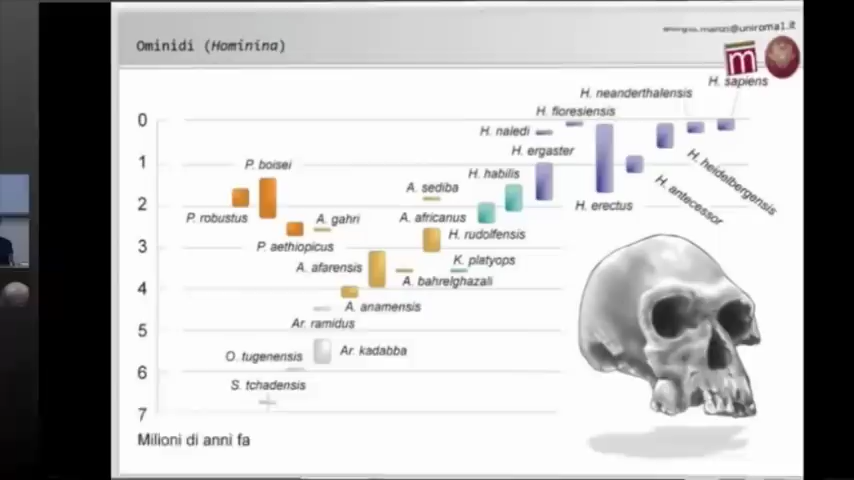 Ominidi (Hominina)
@uniroma1.it
m
H. sapiens
H. neanderthalensis
H. floresiensis
0
H. naledi
H. ergaster
H. heidelbergensis
1
P. boisei
H. habilis
H. antecessor
A. sediba
2
P. robustus
A. gahri
A. africanus
H. erectus
H. rudolfensis
3
P. aethiopicus
K. platyops
A. afarensis
A. bahrelghazali
4
A. anamensis
Ar. ramidus
5
Ar. kadabba
O. tugenensis
6
S. tchadensis
7
Milioni di anni fa